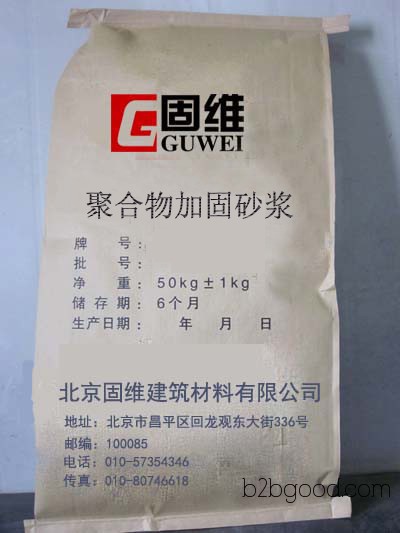 G 固维
GUWEI
聚合物加固砂浆
牌 号:
批 号:
净 重: 50kg±1kg
储 存 期: 6个月
生产日期: 年 月 日
北京固维建筑材料有限公司
地址: 北京市昌平区回龙观东大街336号
邮编: 100085
电话: 010-57354346
传真: 010-80746618
b2bgood.com